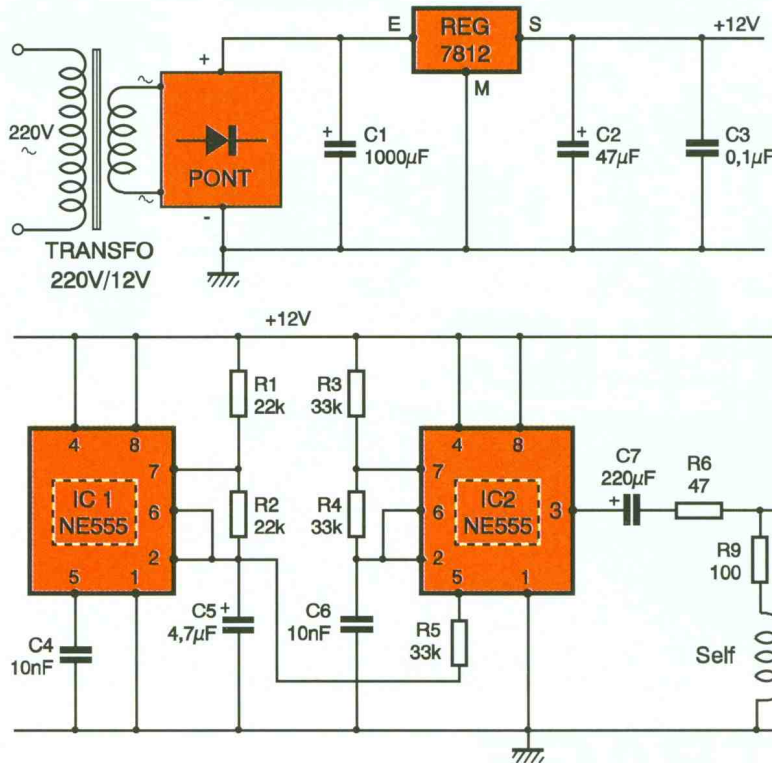 REG
7812
E
S
M
+12V
220V
~
~
~
+
-
PONT
TRANSFO
220V/12V
+
C1
1000µF
+
C2
47µF
C3
0,1µF
+12V
R1
22k
R3
33k
4
8
7
6
2
5
1
IC 1
NE555
R2
22k
R4
33k
4
8
7
6
2
5
1
3
IC2
NE555
C7
220µF
+
R6
47
R9
100
C4
10nF
C5
+
4,7µF
C6
10nF
R5
33k
Self